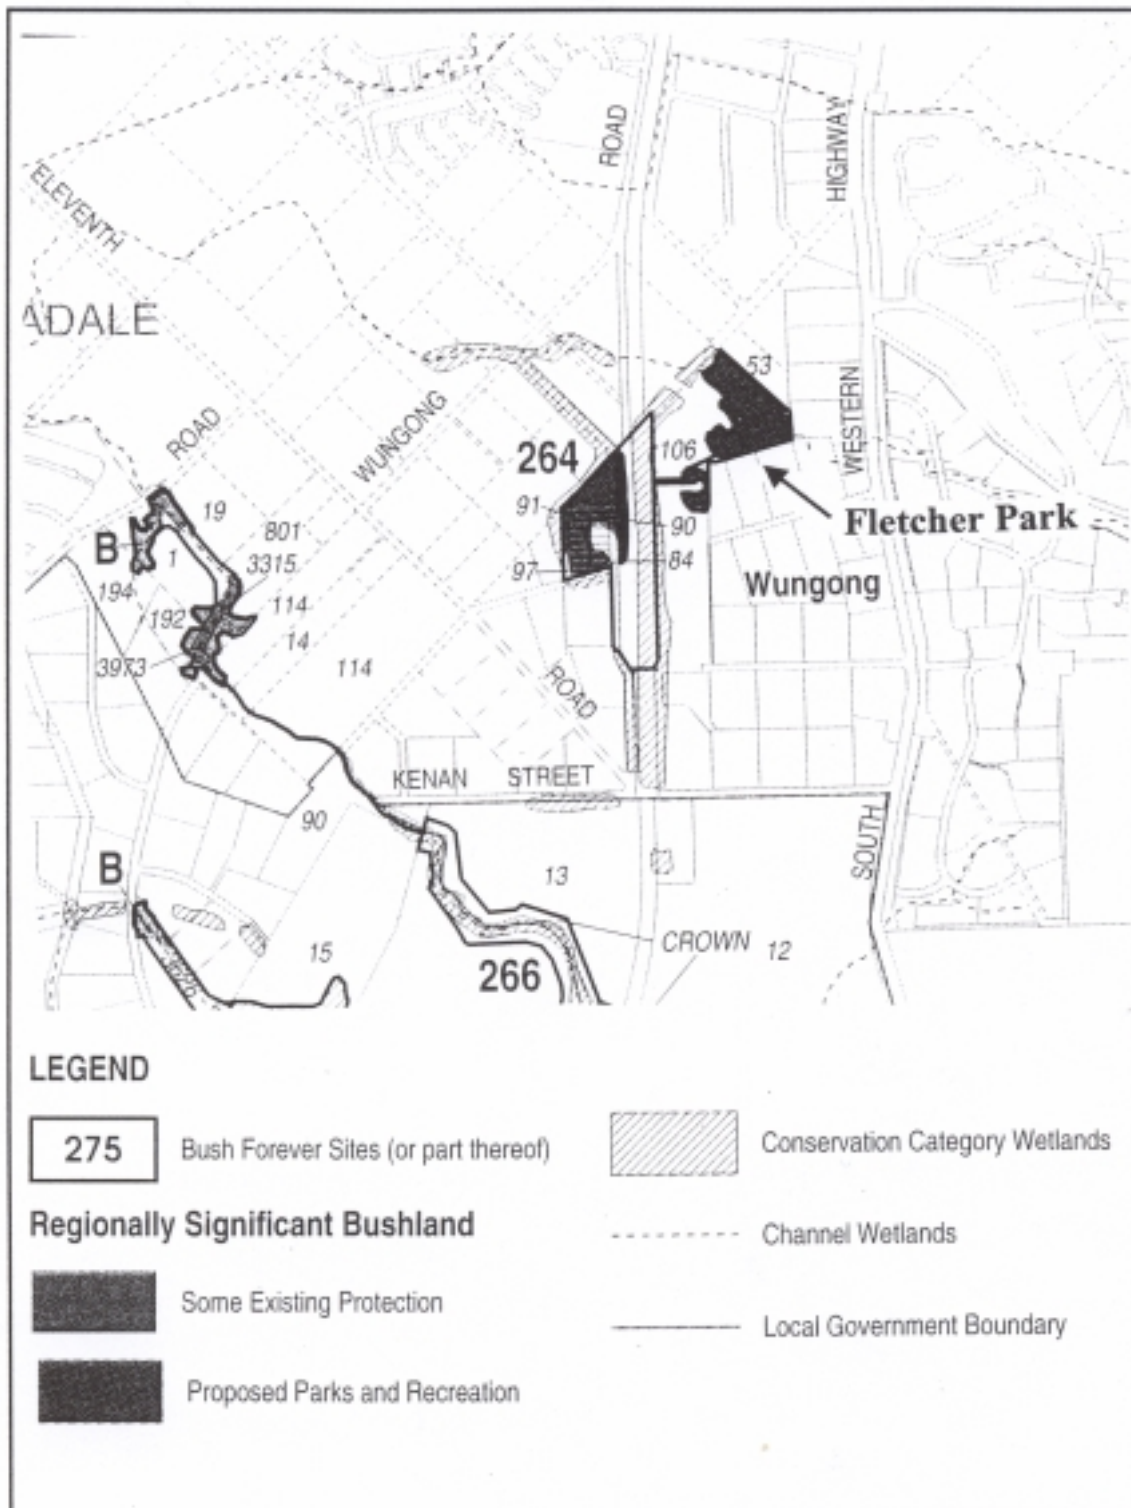 ROAD
HIGHWAY
ELEVENTH
ADALE
53
WESTERN
ROAD
WUNGONG
264
106
91
19
B
801
90
Fletcher Park
1
3315
97
84
194
114
Wungong
192
14
3973
114
ROAD
KENAN STREET
90
SOUTH
B
13
CROWN
12
15
266
LEGEND
275 Bush Forever Sites (or part thereof)
Conservation Category Wetlands
Regionally Significant Bushland
Channel Wetlands
Some Existing Protection
Local Government Boundary
Proposed Parks and Recreation